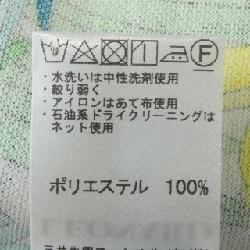 F
・水洗いは中性洗剤使用
・絞り弱く
・アイロンはあて布使用
・石油系ドライクリーニングは
ネット使用
ポリエステル 100%